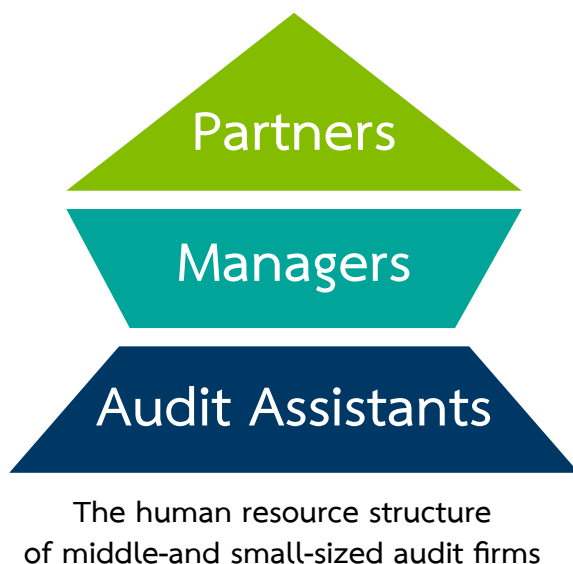 Partners
Managers
Audit Assistants
The human resource structure
of middle-and small-sized audit firms